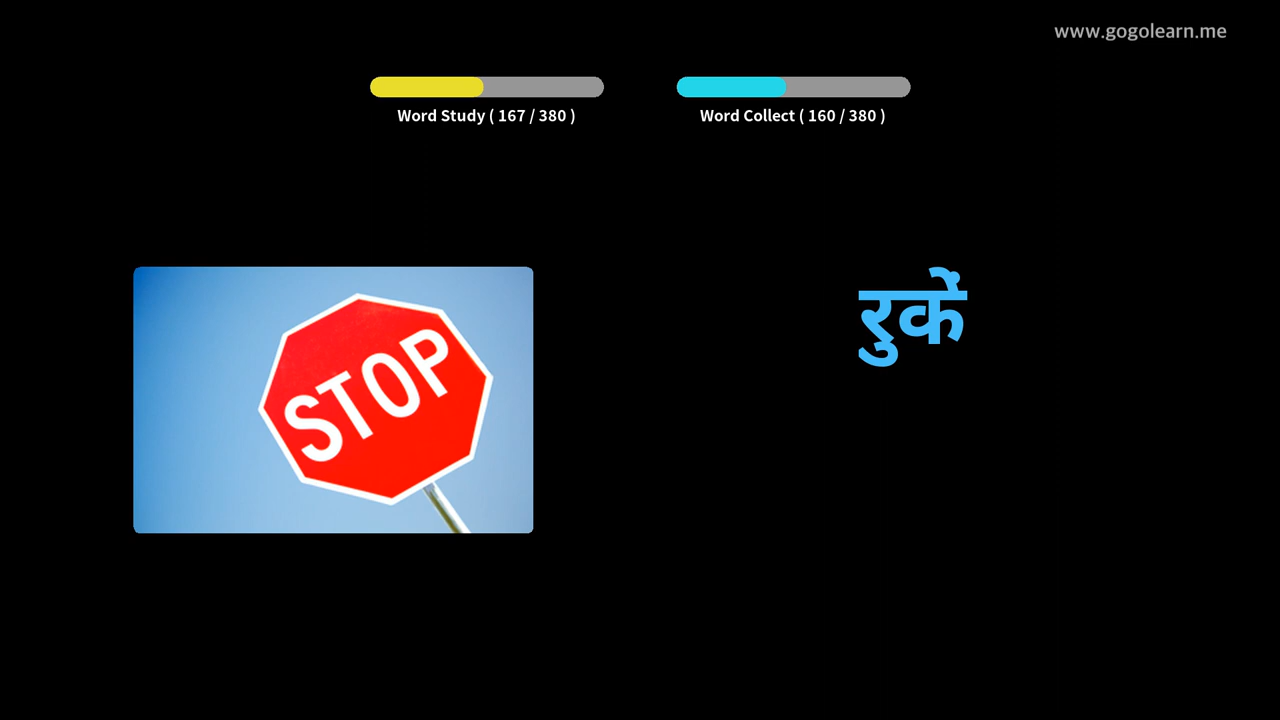 www.gogolearn.me
Word Study ( 167 / 380 )
Word Collect ( 160 / 380 )
STOP
रुकें